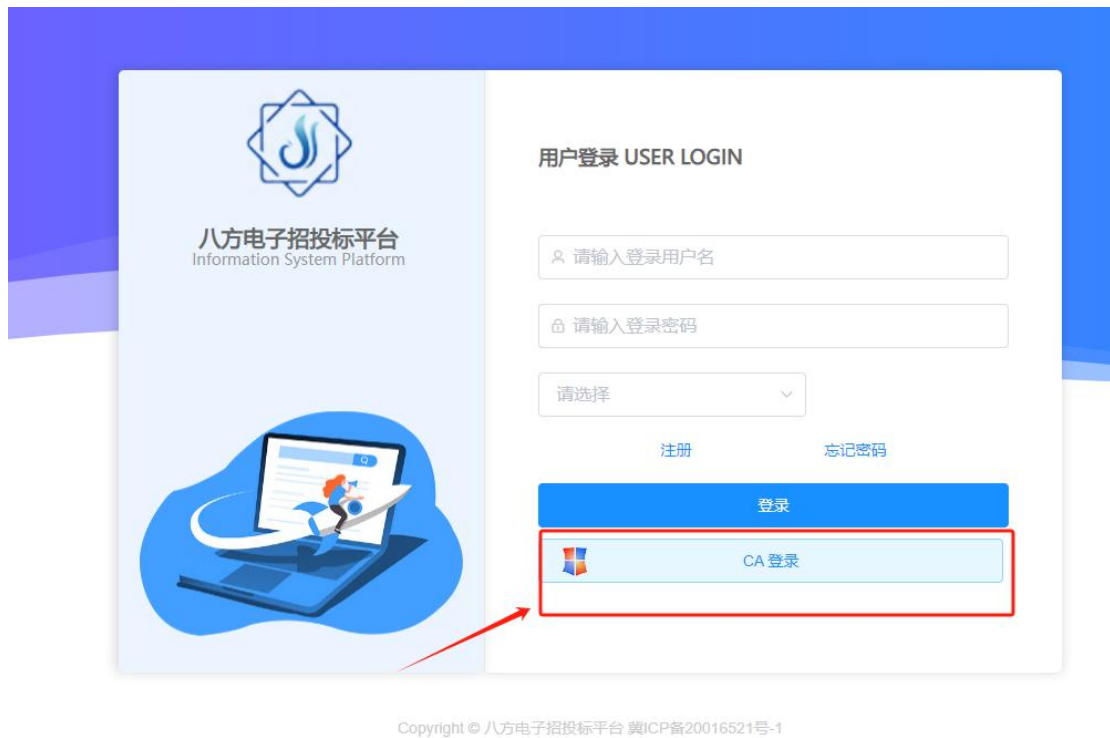 八方电子招投标平台
Information System Platform
用户登录 USER LOGIN
请输入登录用户名
请输入登录密码
请选择
注册 忘记密码
登录
CA 登录
Copyright © 八方电子招投标平台 冀ICP备20016521号-1